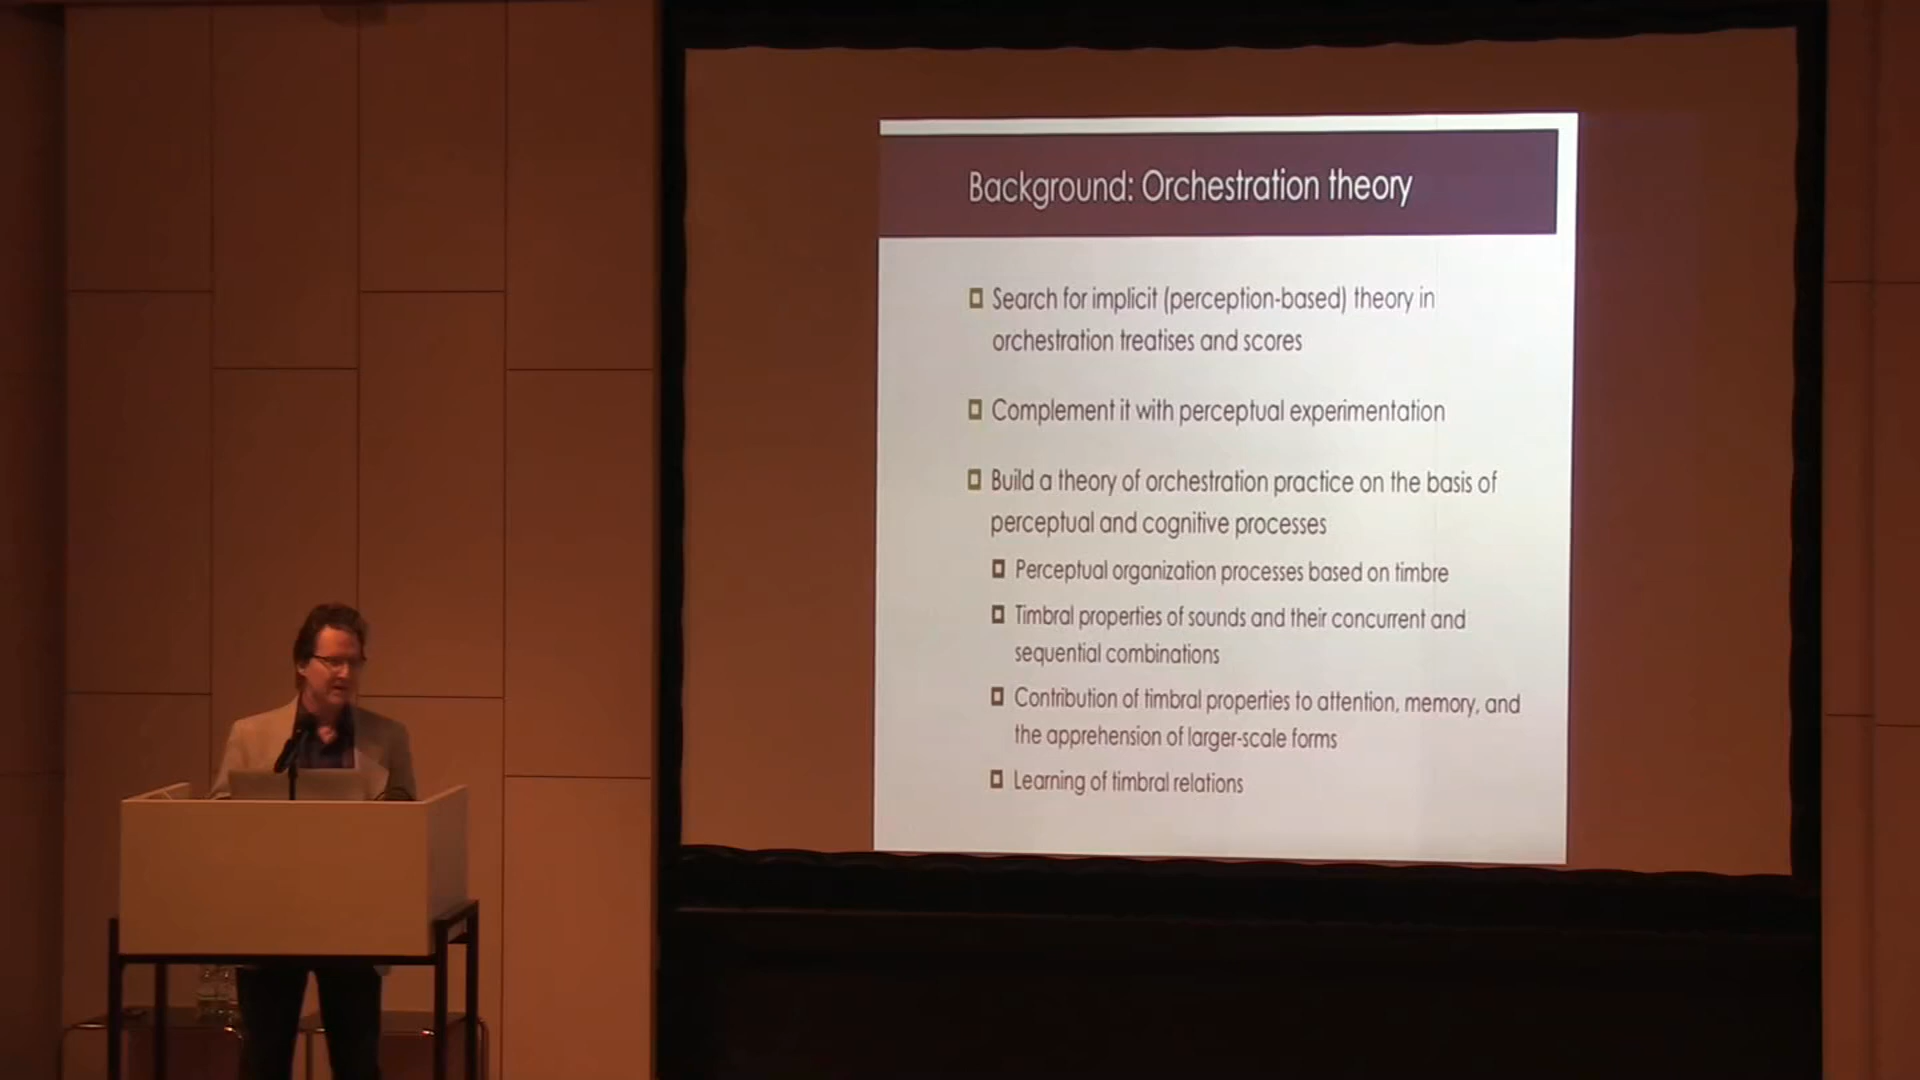 Background: Orchestration theory
Search for implicit (perception-based) theory in
orchestration treatises and scores
Complement it with perceptual experimentation
Build a theory of orchestration practice on the basis of
perceptual and cognitive processes
Perceptual organization processes based on timbre
Timbral properties of sounds and their concurrent and
sequential combinations
Contribution of timbral properties to attention, memory, and
the apprehension of larger-scale forms
Learning of timbral relations